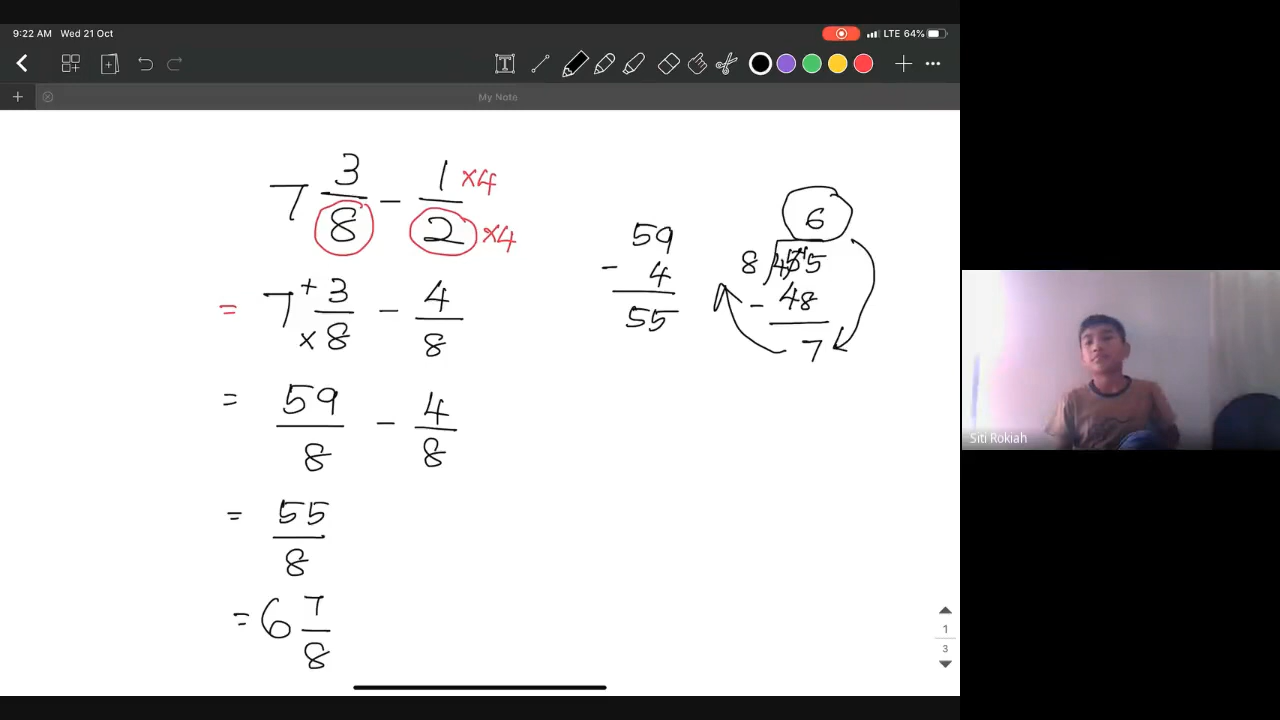 9:22 AM Wed 21 Oct
LTE 64%
T
My Note
7 3/8 - 1/2 ×4 ×4
= 7 + × 3/8 - 4/8
= 59/8 - 4/8
= 55/8
= 6 7/8
59
- 4
55
6
8
- 48
7
Siti Rokiah
1
3